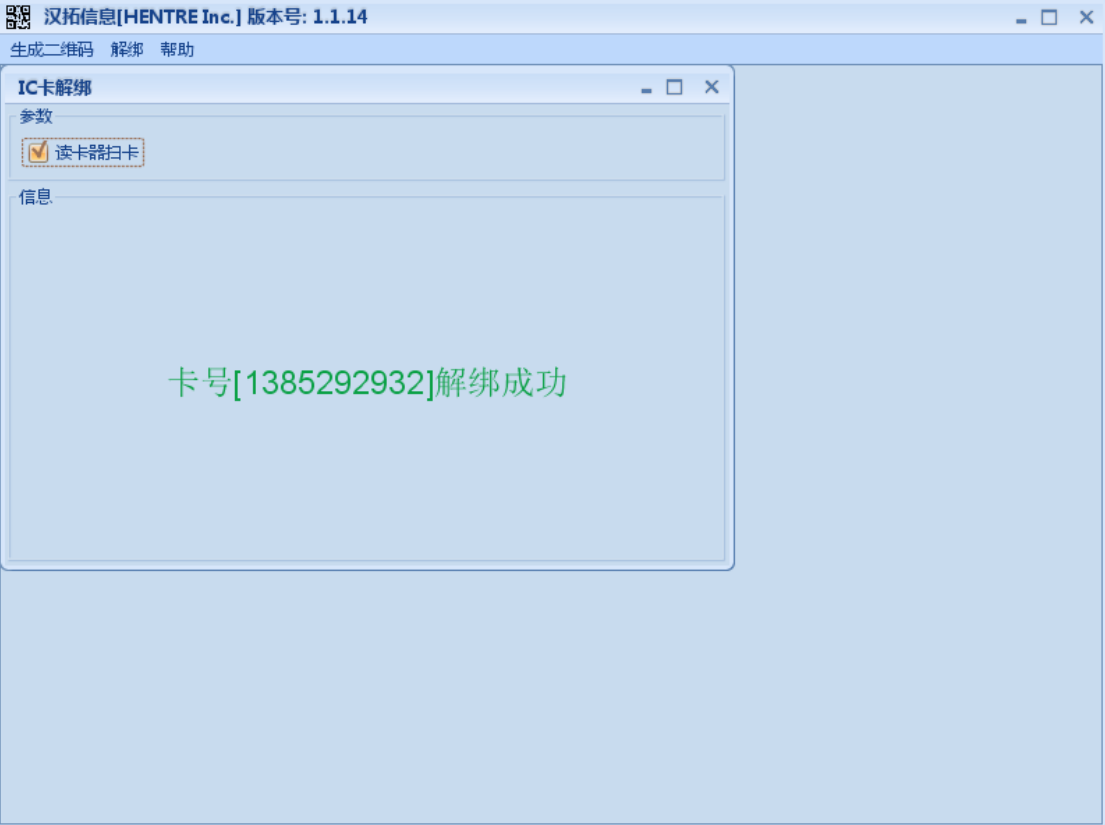 汉拓信息[HENTRE Inc.] 版本号: 1.1.14
生成二维码 解绑 帮助
IC卡解绑
参数
读卡器扫卡
信息
卡号[1385292932]解绑成功